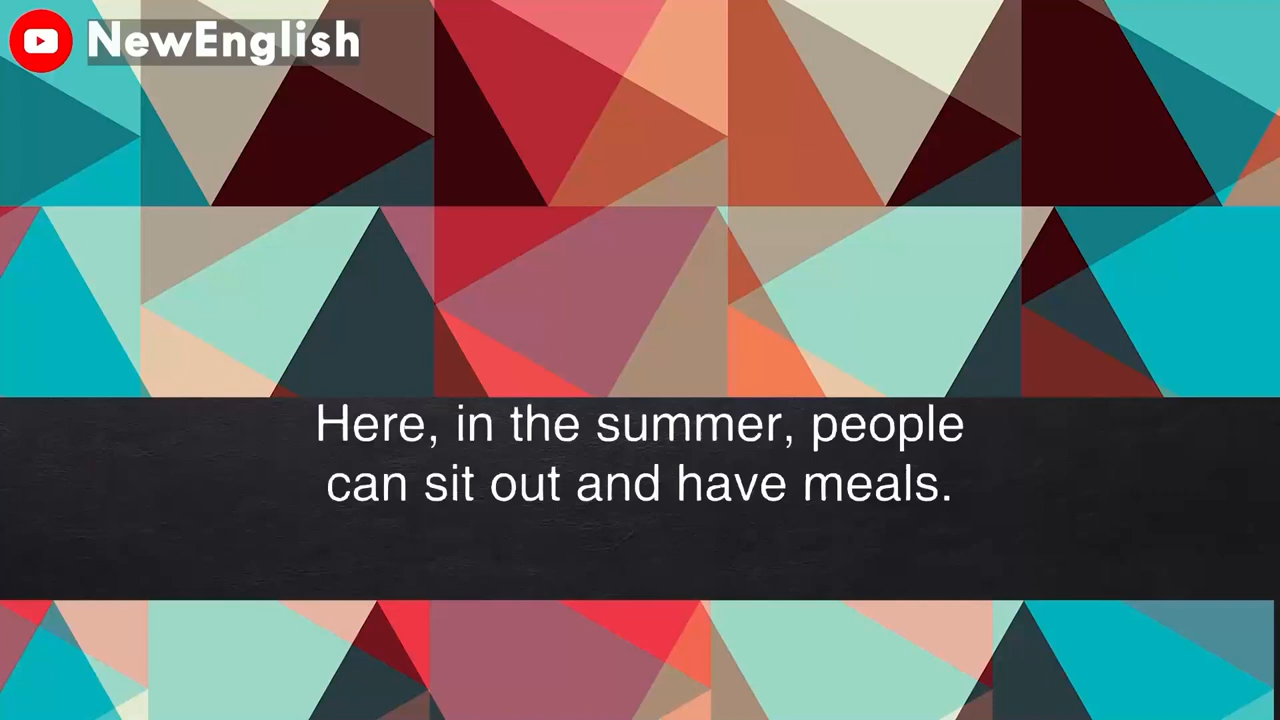 NewEnglish
Here, in the summer, people
can sit out and have meals.